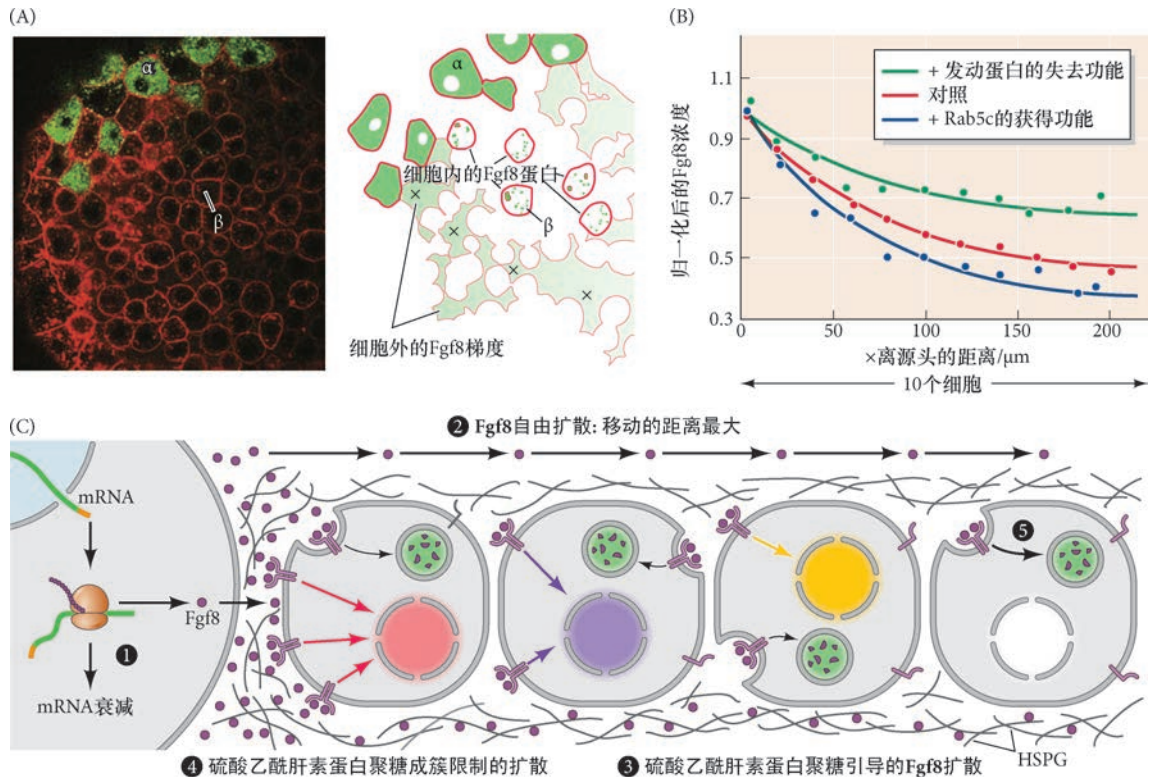 (A)
α
β
α
细胞内的Fgf8蛋白
×
β
×
×
×
细胞外的Fgf8梯度
(B)
归一化后的Fgf8浓度
1.1
0.9
0.7
0.5
0.3
+ 发动蛋白的失去功能
对照
+ Rab5c的获得功能
0 50 100 150 200
×离源头的距离/μm
10个细胞
(C)
❷ Fgf8自由扩散: 移动的距离最大
mRNA
Fgf8
❶
mRNA衰减
❺
❹ 硫酸乙酰肝素蛋白聚糖成簇限制的扩散
❸ 硫酸乙酰肝素蛋白聚糖引导的Fgf8扩散
HSPG